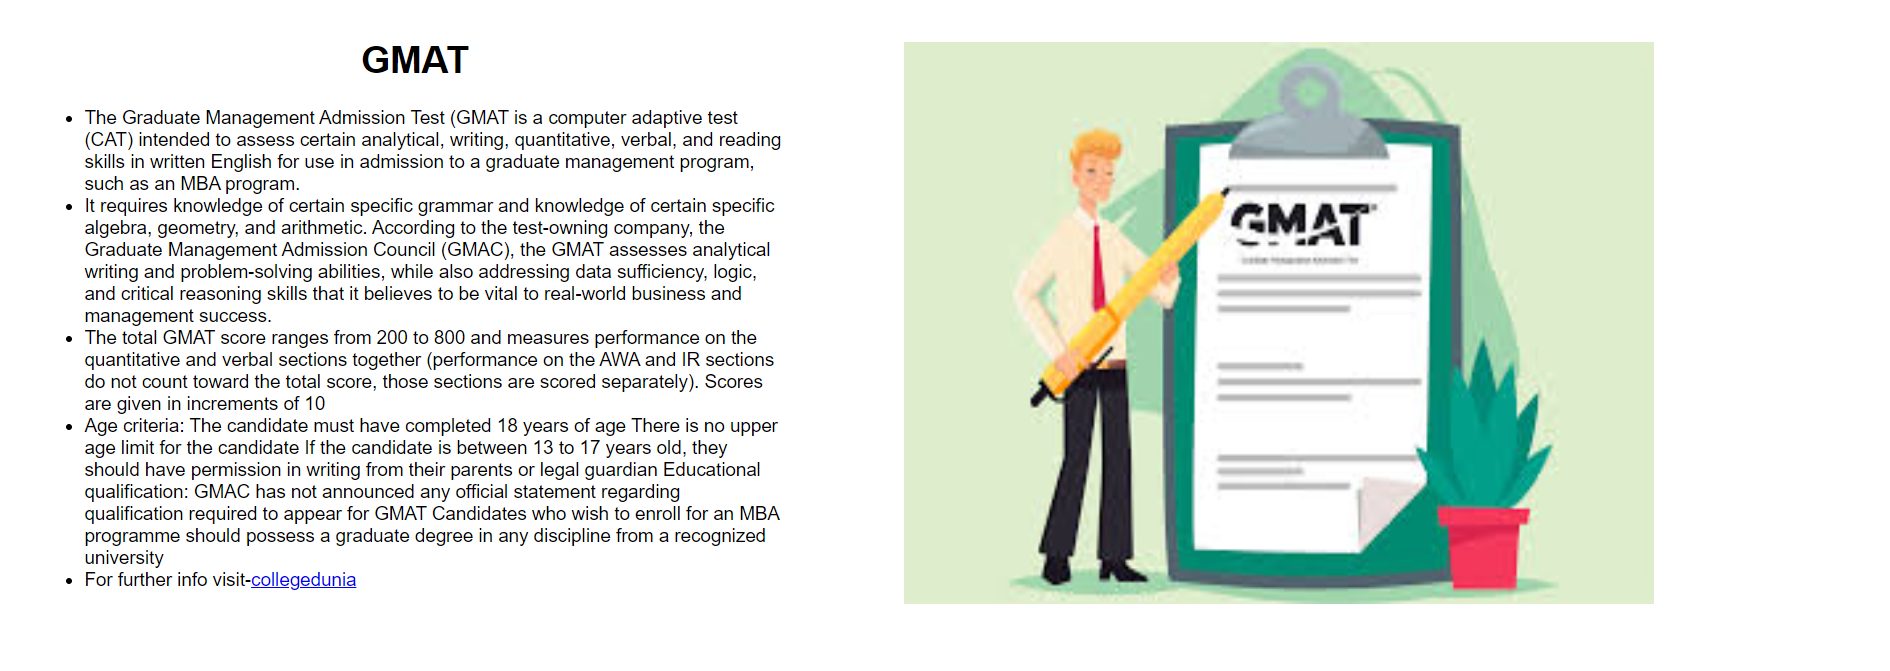 GMAT
The Graduate Management Admission Test (GMAT is a computer adaptive test
(CAT) intended to assess certain analytical, writing, quantitative, verbal, and reading
skills in written English for use in admission to a graduate management program,
such as an MBA program.
It requires knowledge of certain specific grammar and knowledge of certain specific
algebra, geometry, and arithmetic. According to the test-owning company, the
Graduate Management Admission Council (GMAC), the GMAT assesses analytical
writing and problem-solving abilities, while also addressing data sufficiency, logic,
and critical reasoning skills that it believes to be vital to real-world business and
management success.
The total GMAT score ranges from 200 to 800 and measures performance on the
quantitative and verbal sections together (performance on the AWA and IR sections
do not count toward the total score, those sections are scored separately). Scores
are given in increments of 10
Age criteria: The candidate must have completed 18 years of age There is no upper
age limit for the candidate If the candidate is between 13 to 17 years old, they
should have permission in writing from their parents or legal guardian Educational
qualification: GMAC has not announced any official statement regarding
qualification required to appear for GMAT Candidates who wish to enroll for an MBA
programme should possess a graduate degree in any discipline from a recognized
university
For further info visit-collegedunia
GMAT